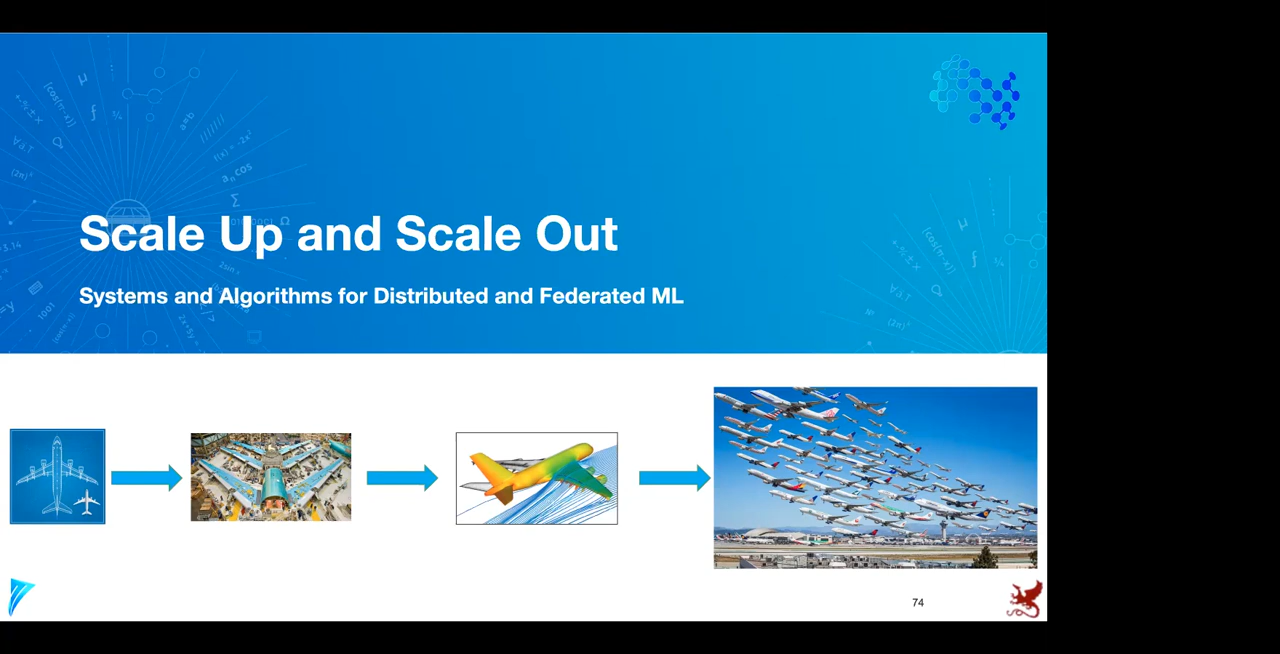 Scale Up and Scale Out
Systems and Algorithms for Distributed and Federated ML
74